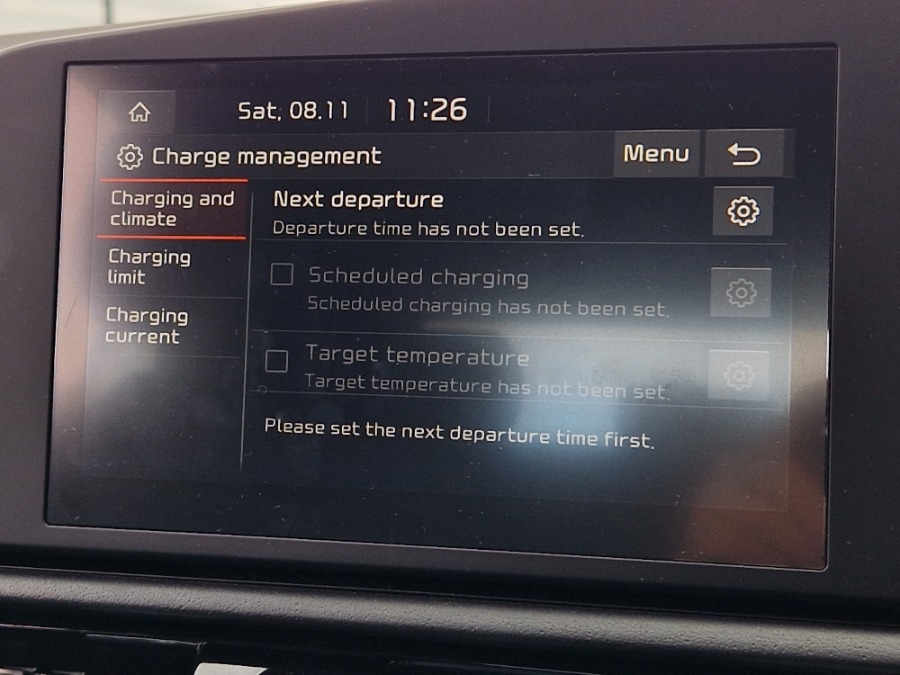 Sat, 08.11 11:26
Charge management Menu
Charging and
climate
Charging
limit
Charging
current
Next departure
Departure time has not been set.
Scheduled charging
Scheduled charging has not been set.
Target temperature
Target temperature has not been set.
Please set the next departure time first.